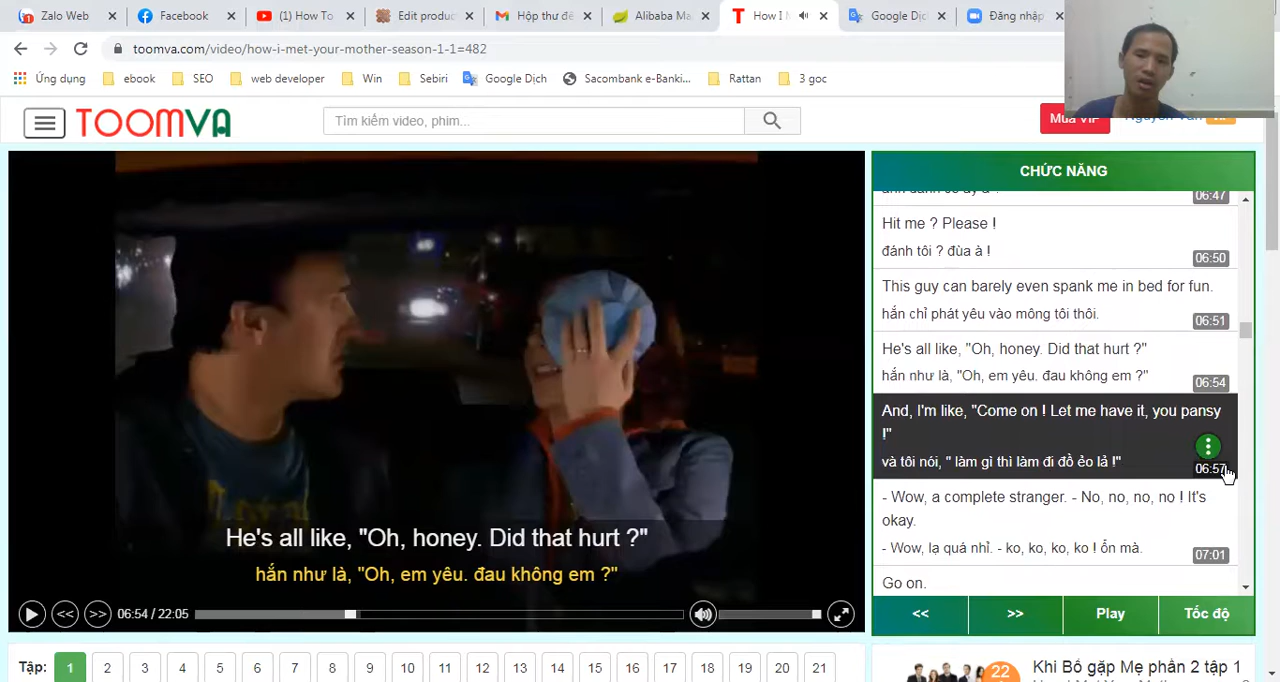 Zalo Web
Facebook
(1) How To
Edit produc
Hộp thư đế
Alibaba Ma
How I M
Google Dịc
Đăng nhập
toomva.com/video/how-i-met-your-mother-season-1-1=482
Ứng dụng
ebook
SEO
web developer
Win
Sebiri
Google Dịch
Sacombank e-Banki...
Rattan
3 goc
TOOMVA
Tìm kiếm video, phim...
Mua VIP
CHỨC NĂNG
06:47
Hit me ? Please !
đánh tôi ? đùa à !
06:50
This guy can barely even spank me in bed for fun.
hắn chỉ phát yêu vào mông tôi thôi.
06:51
He's all like, "Oh, honey. Did that hurt ?"
hắn như là, "Oh, em yêu. đau không em ?"
06:54
And, I'm like, "Come on ! Let me have it, you pansy
!"
và tôi nói, " làm gì thì làm đi đồ ẻo lả !"
06:57
- Wow, a complete stranger. - No, no, no, no ! It's
okay.
- Wow, lạ quá nhỉ. - ko, ko, ko, ko ! ổn mà.
07:01
Go on.
He's all like, "Oh, honey. Did that hurt ?"
hắn như là, "Oh, em yêu. đau không em ?"
<<
>>
06:54 / 22:05
<<
>>
Play
Tốc độ
Tập:
1
2
3
4
5
6
7
8
9
10
11
12
13
14
15
16
17
18
19
20
21
22
Khi Bố gặp Mẹ phần 2 tập 1